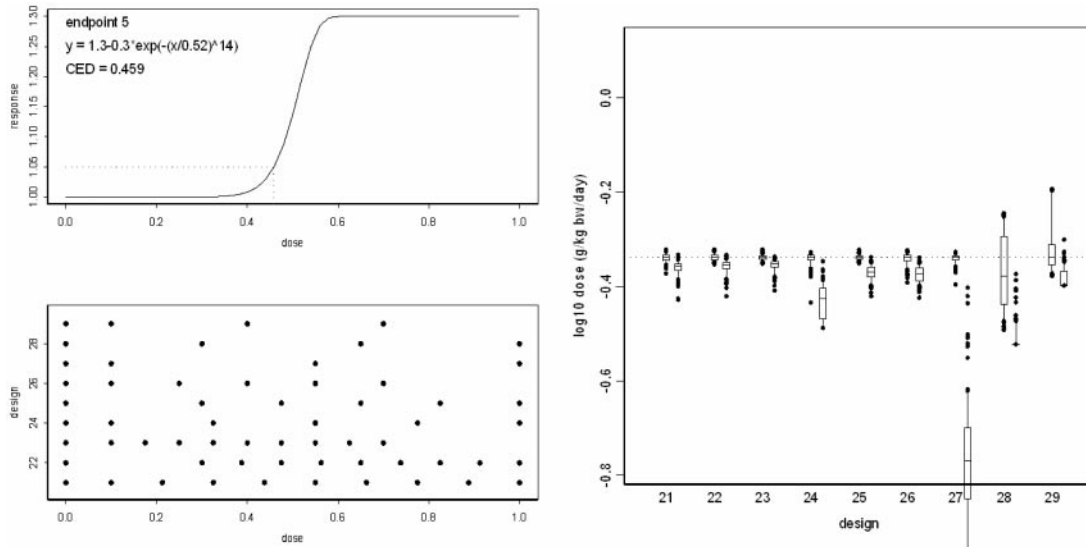 endpoint 5
y = 1.3-0.3*exp(-(x/0.52)^14)
CED = 0.459
response
1.00 1.05 1.10 1.15 1.20 1.25 1.30
0.0 0.2 0.4 0.6 0.8 1.0
dose
design
22 24 26 28
0.0 0.2 0.4 0.6 0.8 1.0
dose
log10 dose (g/kg bw/day)
0.0
-0.2
-0.4
-0.6
-0.8
21 22 23 24 25 26 27 28 29
design